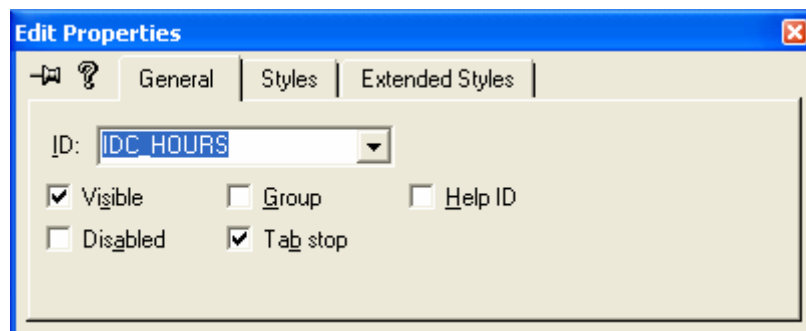 Edit Properties
General Styles Extended Styles
ID: IDC_HOURS
Visible Group Help ID
Disabled Tab stop